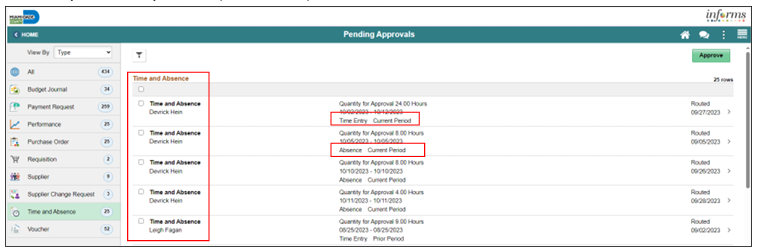 MIAMI-DADE
COUNTY
informs
HOME
Pending Approvals
MENU
View By Type
Approve
All 434
Time and Absence
25 rows
Budget Journal 34
Payment Request 259
Performance 25
Purchase Order 25
Requisition 2
Supplier 9
Supplier Change Request 3
Time and Absence 25
Voucher 52
Time and Absence Quantity for Approval 24.00 Hours Routed
Devrick Hein 10/02/2023 - 10/12/2023 09/27/2023
Time Entry Current Period
Time and Absence Quantity for Approval 8.00 Hours Routed
Devrick Hein 10/05/2023 - 10/05/2023 09/05/2023
Absence Current Period
Time and Absence Quantity for Approval 8.00 Hours Routed
Devrick Hein 10/10/2023 - 10/10/2023 09/26/2023
Absence Current Period
Time and Absence Quantity for Approval 4.00 Hours Routed
Devrick Hein 10/11/2023 - 10/11/2023 09/28/2023
Absence Current Period
Time and Absence Quantity for Approval 9.00 Hours Routed
Leigh Fagan 08/25/2023 - 08/25/2023 09/02/2023
Time Entry Prior Period